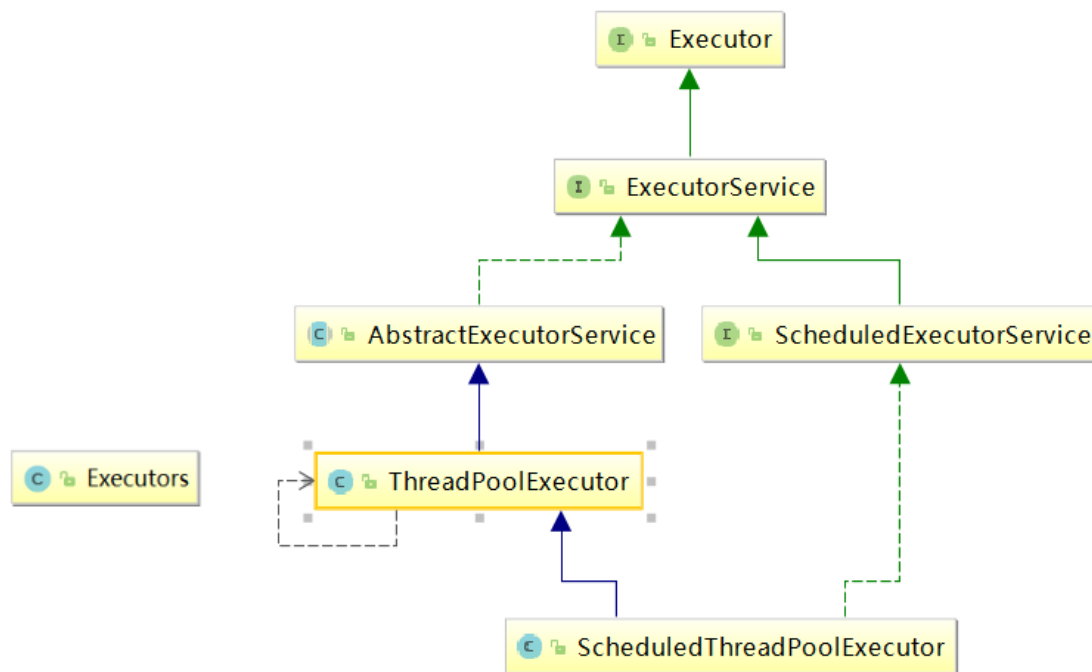 Executor
ExecutorService
AbstractExecutorService
ScheduledExecutorService
Executors
ThreadPoolExecutor
ScheduledThreadPoolExecutor